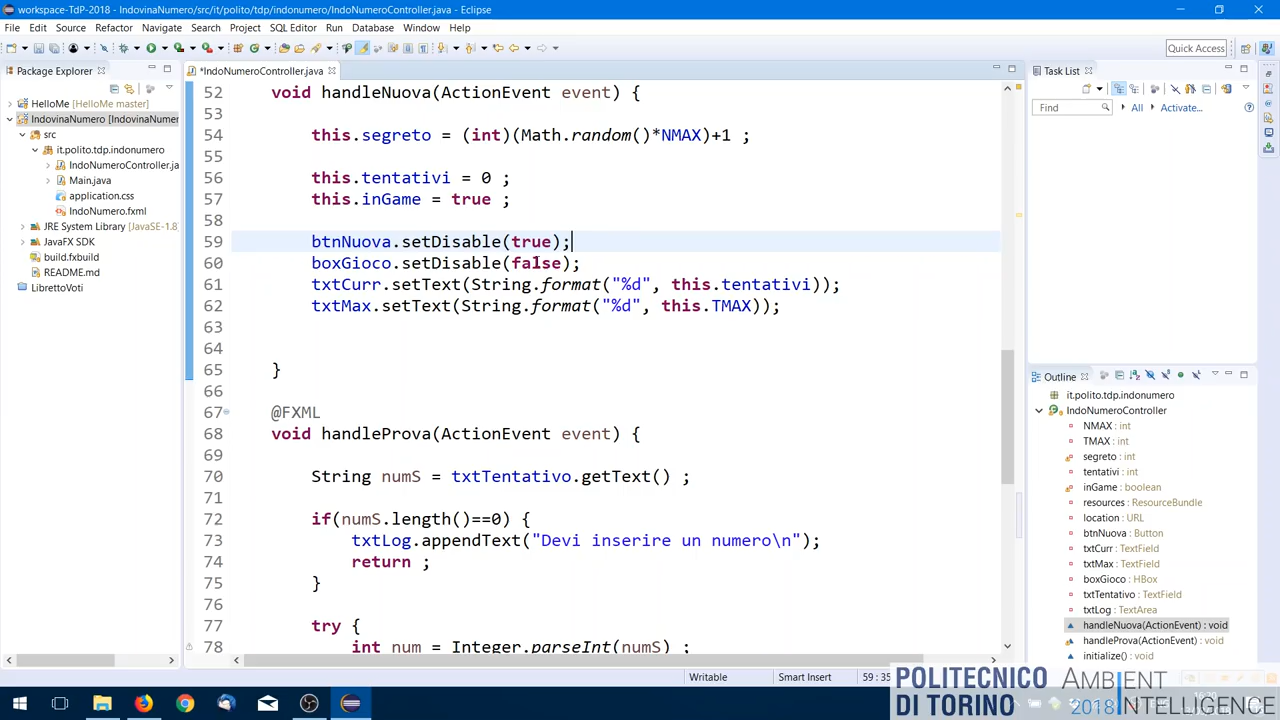 workspace-TdP-2018 - IndovinaNumero/src/it/polito/tdp/indonumero/IndoNumeroController.java - Eclipse
File Edit Source Refactor Navigate Search Project SQL Editor Run Database Window Help
Quick Access
Package Explorer
HelloMe [HelloMe master]
IndovinaNumero [IndovinaNumer
src
it.polito.tdp.indonumero
IndoNumeroController.ja
Main.java
application.css
IndoNumero.fxml
JRE System Library [JavaSE-1.8]
JavaFX SDK
build.fxbuild
README.md
LibrettoVoti
*IndoNumeroController.java
52 void handleNuova(ActionEvent event) {
53
54 this.segreto = (int)(Math.random()*NMAX)+1 ;
55
56 this.tentativi = 0 ;
57 this.inGame = true ;
58
59 btnNuova.setDisable(true);
60 boxGioco.setDisable(false);
61 txtCurr.setText(String.format("%d", this.tentativi));
62 txtMax.setText(String.format("%d", this.TMAX));
63
64
65 }
66
67 @FXML
68 void handleProva(ActionEvent event) {
69
70 String numS = txtTentativo.getText() ;
71
72 if(numS.length()==0) {
73 txtLog.appendText("Devi inserire un numero\n");
74 return ;
75 }
76
77 try {
78 int num = Integer.parseInt(numS) ;
Task List
Find All Activate...
Outline
it.polito.tdp.indonumero
IndoNumeroController
NMAX : int
TMAX : int
segreto : int
tentativi : int
inGame : boolean
resources : ResourceBundle
location : URL
btnNuova : Button
txtCurr : TextField
txtMax : TextField
boxGioco : HBox
txtTentativo : TextField
txtLog : TextArea
handleNuova(ActionEvent) : void
handleProva(ActionEvent) : void
initialize() : void
Writable Smart Insert 59 : 35
POLITECNICO
DI TORINO
AMBIENT
2018 INTELLIGENCE